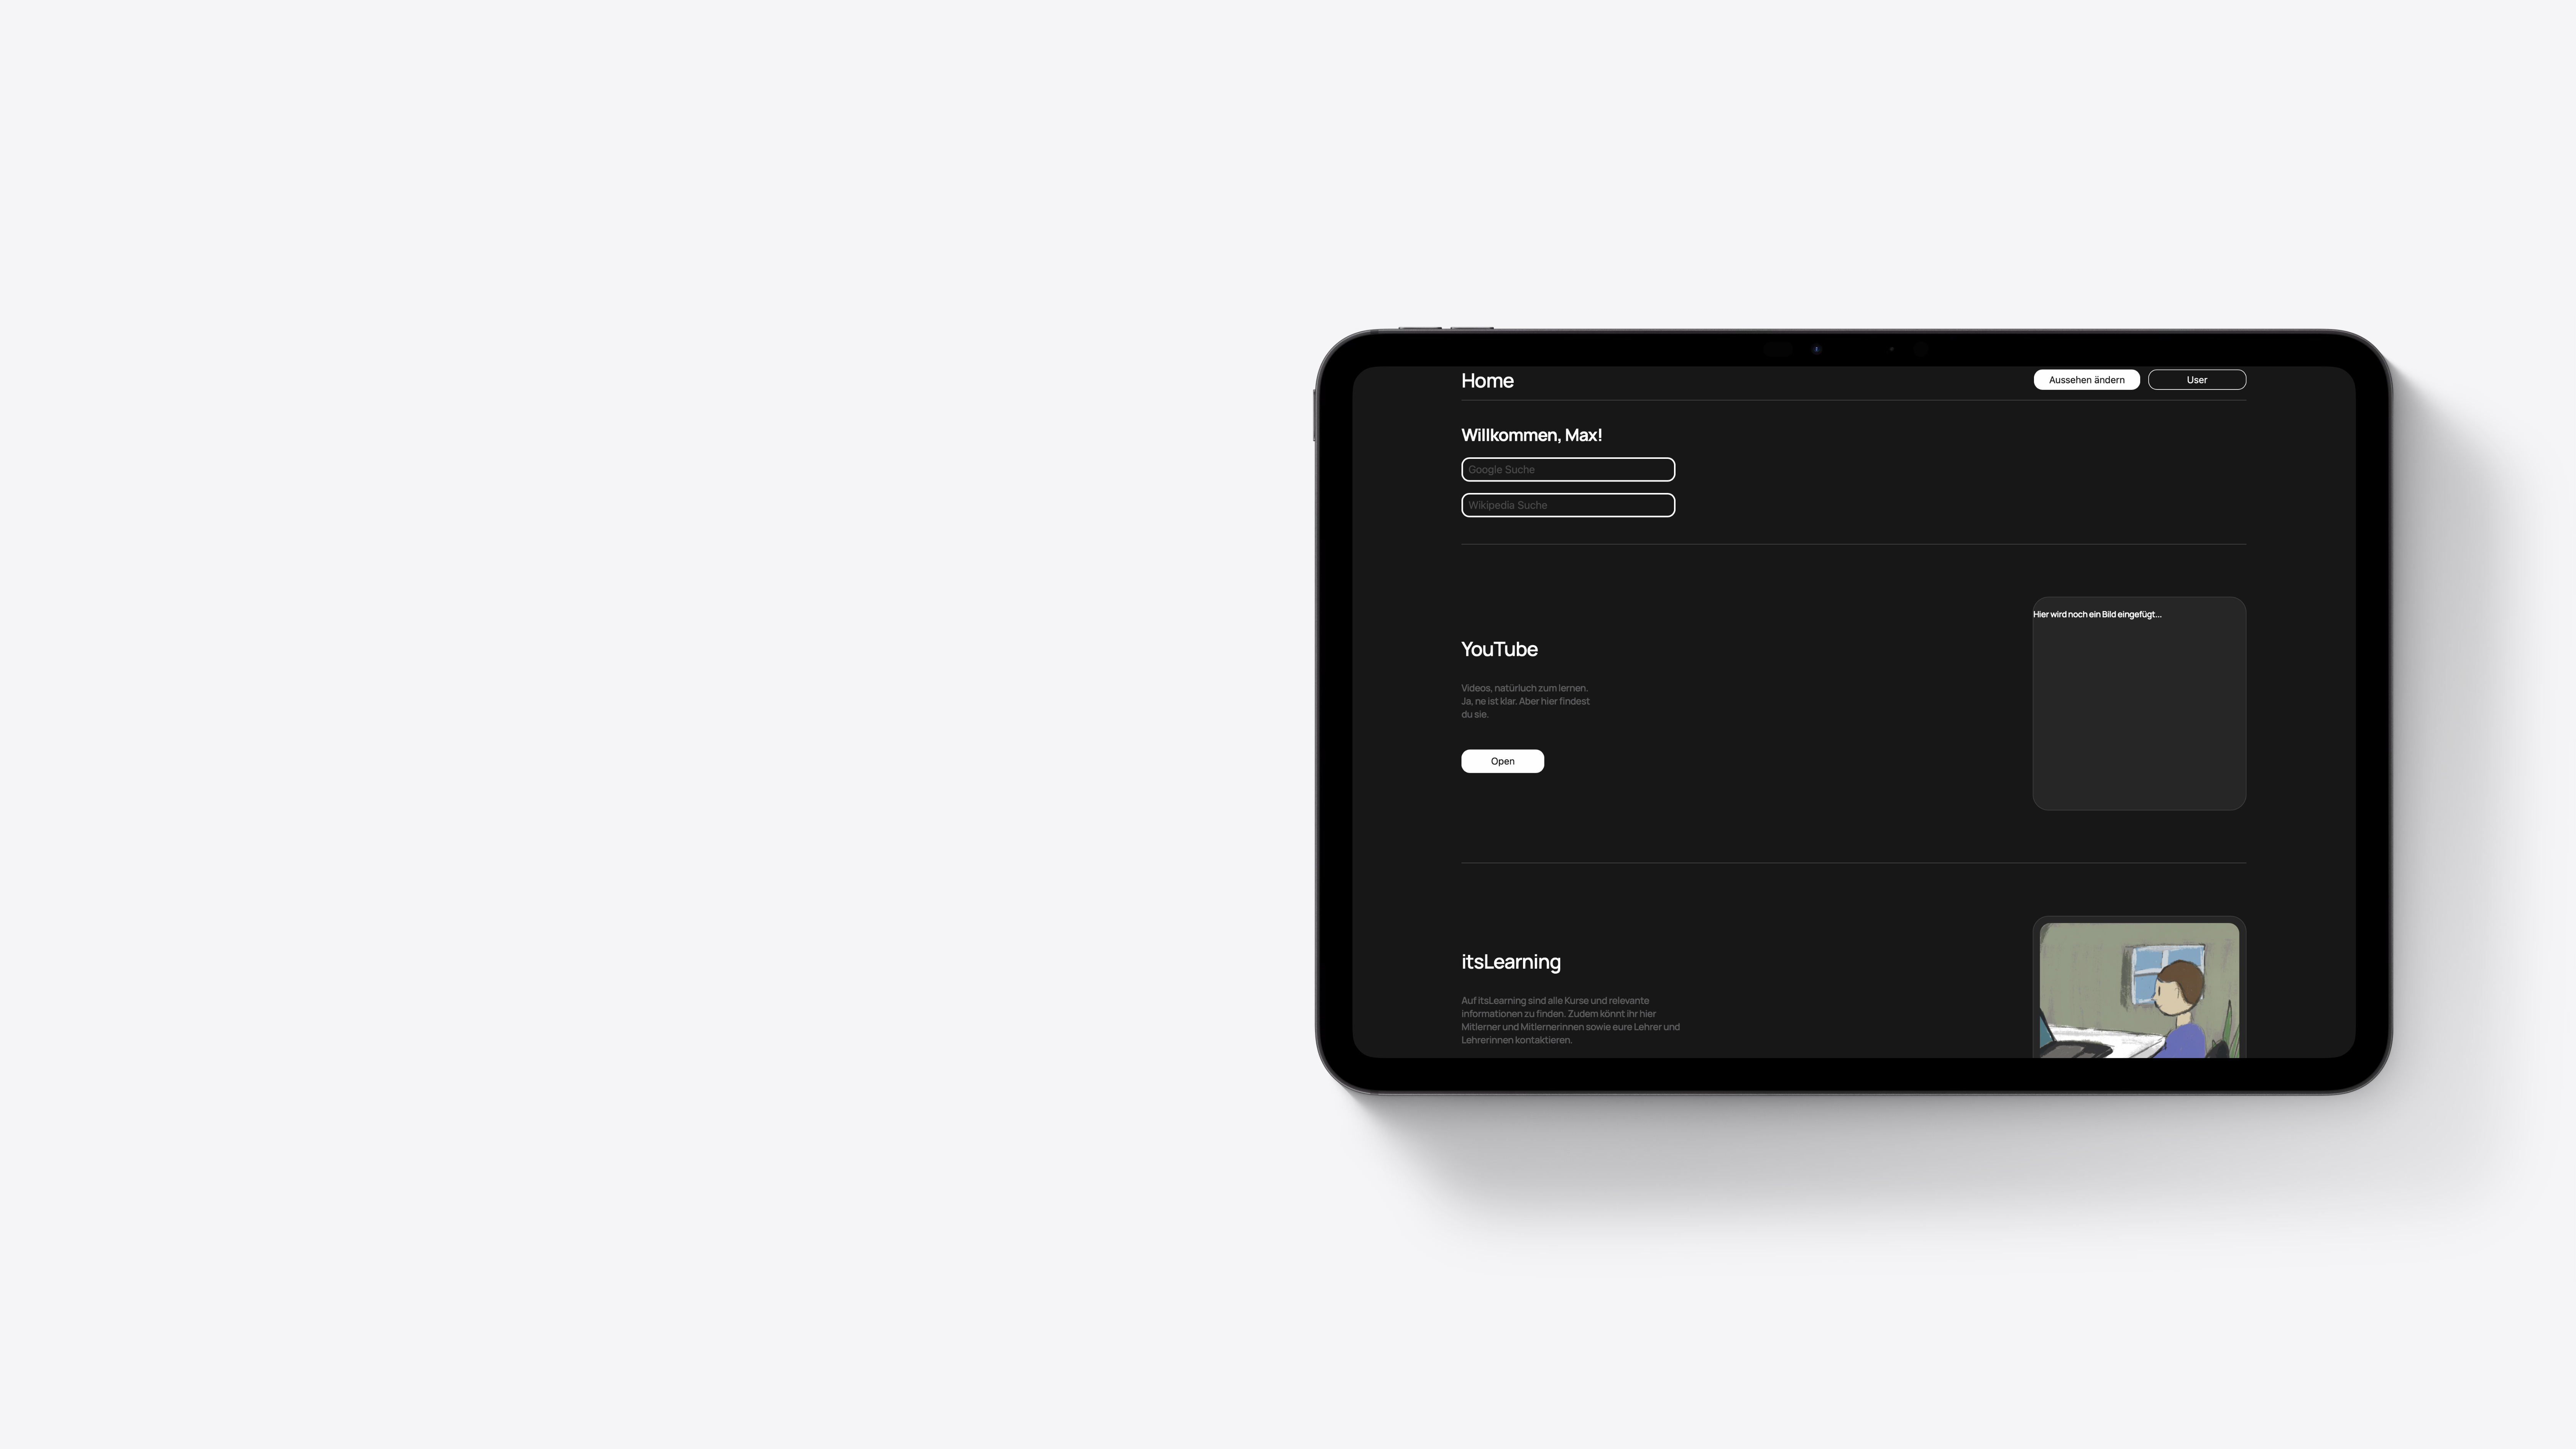 Home
Aussehen ändern
User
Willkommen, Max!
Google Suche
Wikipedia Suche
Hier wird noch ein Bild eingefügt...
YouTube
Videos, natürluch zum lernen.
Ja, ne ist klar. Aber hier findest
du sie.
Open
itsLearning
Auf itsLearning sind alle Kurse und relevante
informationen zu finden. Zudem könnt ihr hier
Mitlerner und Mitlernerinnen sowie eure Lehrer und
Lehrerinnen kontaktieren.